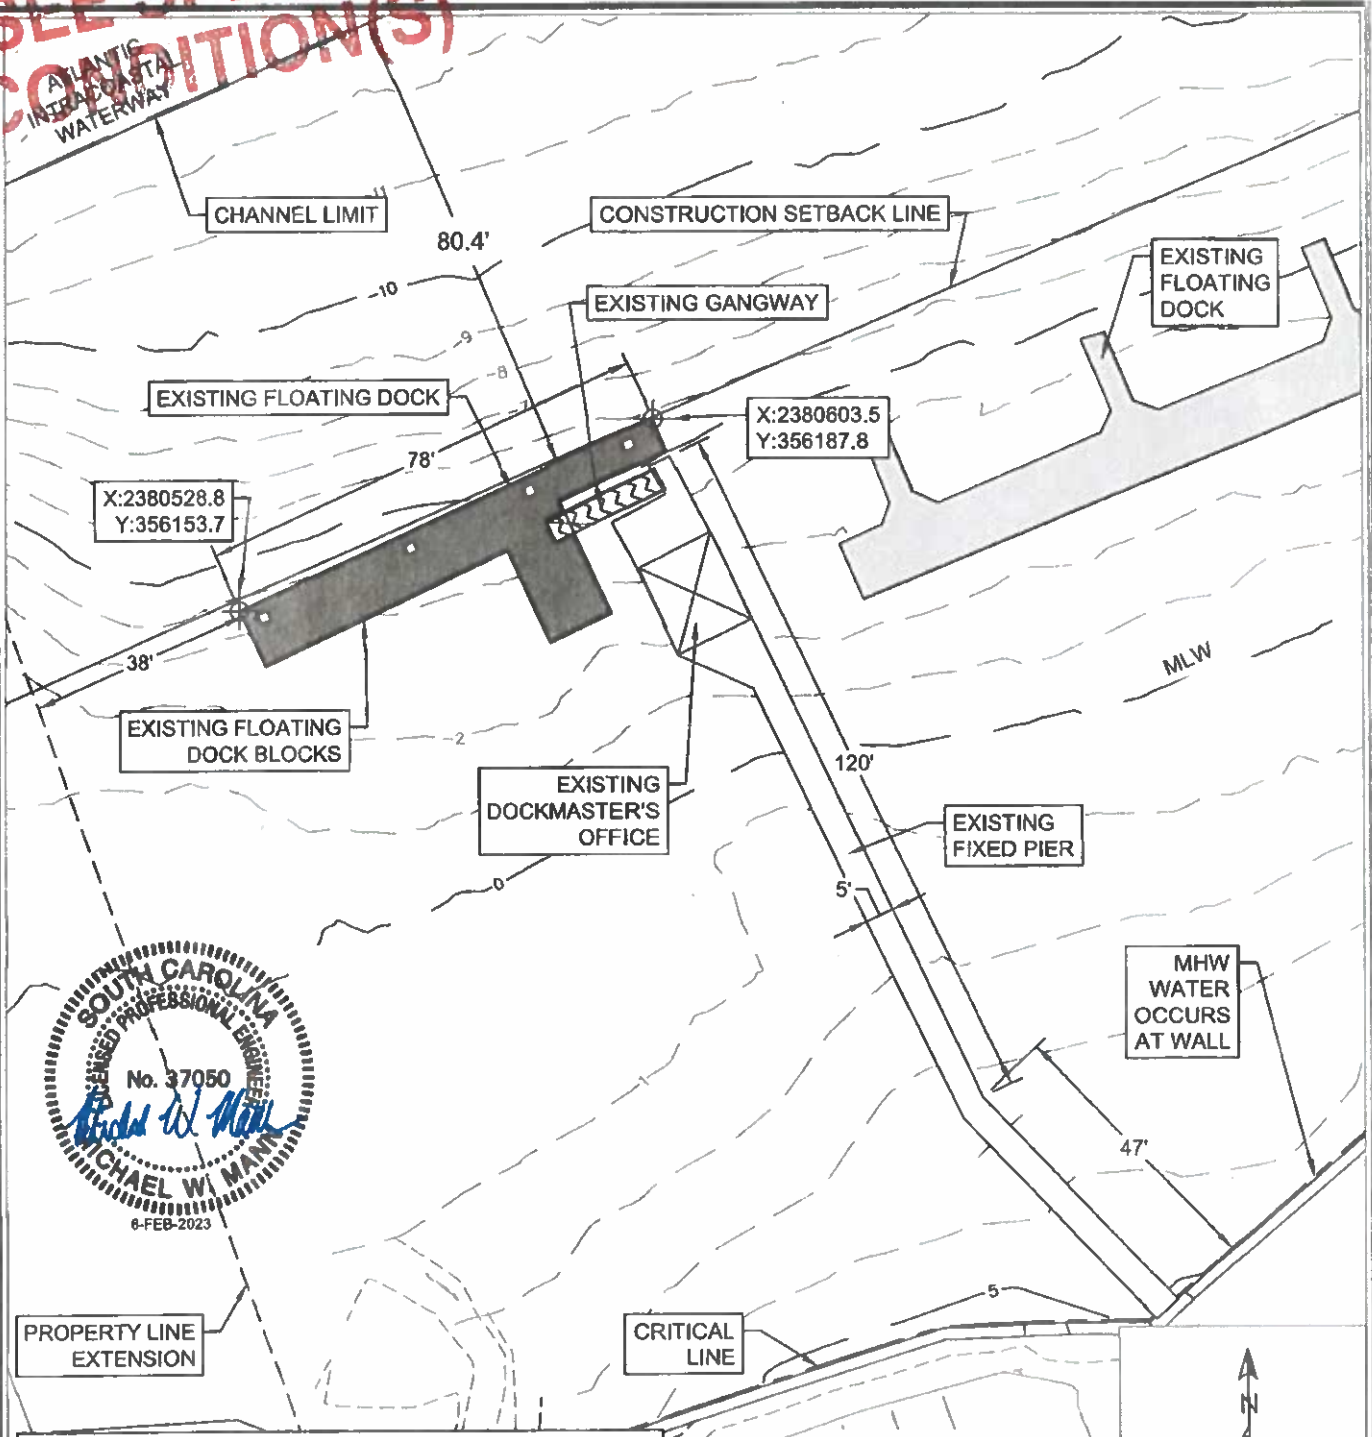 CONDITION(S)
ATLANTIC
INTRACOASTAL
WATERWAY
CHANNEL LIMIT
11
80.4'
CONSTRUCTION SETBACK LINE
EXISTING
FLOATING
DOCK
-10
EXISTING GANGWAY
-9
-8
-7
EXISTING FLOATING DOCK
X:2380603.5
Y:356187.8
78'
X:2380528.8
Y:356153.7
38'
MLW
EXISTING FLOATING
DOCK BLOCKS
-2
120'
EXISTING
DOCKMASTER'S
OFFICE
EXISTING
FIXED PIER
0
5'
MHW
WATER
OCCURS
AT WALL
SOUTH CAROLINA
LICENSED PROFESSIONAL ENGINEER
No. 37050
MICHAEL W. MANN
6-FEB-2023
1
47'
5
PROPERTY LINE
EXTENSION
CRITICAL
LINE
N